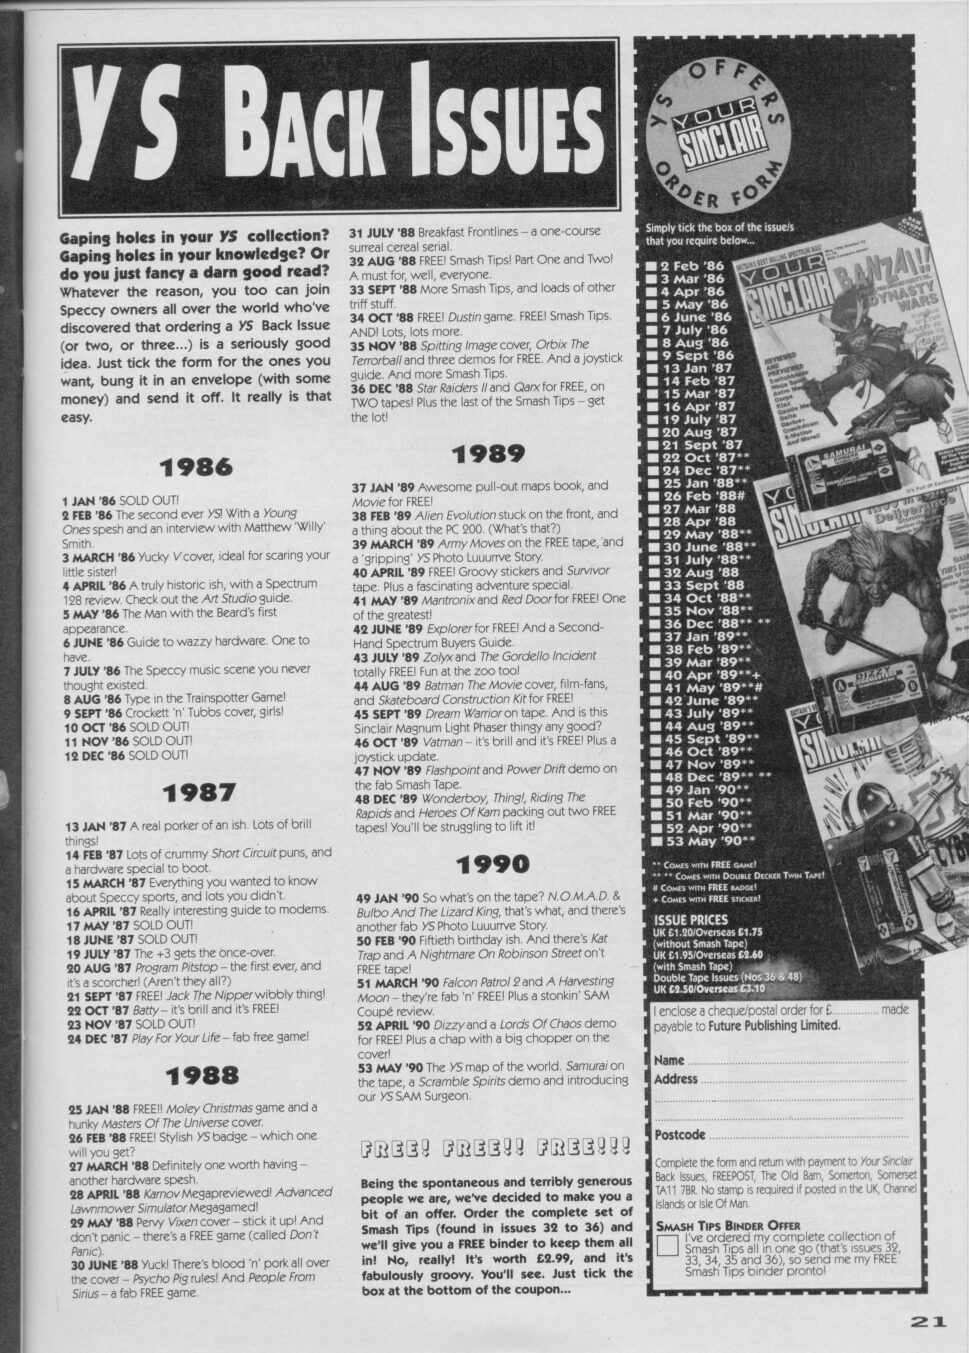 YS BACK ISSUES
Gaping holes in your YS collection?
Gaping holes in your knowledge? Or
do you just fancy a darn good read?
Whatever the reason, you too can join
Speccy owners all over the world who've
discovered that ordering a YS Back Issue
(or two, or three...) is a seriously good
idea. Just tick the form for the ones you
want, bung it in an envelope (with some
money) and send it off. It really is that
easy.
1986
1 JAN '86 SOLD OUT!
2 FEB '86 The second ever YS! With a Young
Ones spesh and an interview with Matthew 'Willy'
Smith.
3 MARCH '86 Yucky V cover, ideal for scaring your
little sister!
4 APRIL '86 A truly historic ish, with a Spectrum
128 review. Check out the Art Studio guide.
5 MAY '86 The Man with the Beard's first
appearance.
6 JUNE '86 Guide to wazzy hardware. One to
have.
7 JULY '86 The Speccy music scene you never
thought existed.
8 AUG '86 Type in the Trainspotter Game!
9 SEPT '86 Crockett 'n' Tubbs cover, girls!
10 OCT '86 SOLD OUT!
11 NOV '86 SOLD OUT!
12 DEC '86 SOLD OUT!
1987
13 JAN '87 A real porker of an ish. Lots of brill
things!
14 FEB '87 Lots of crummy Short Circuit puns, and
a hardware special to boot.
15 MARCH '87 Everything you wanted to know
about Speccy sports, and lots you didn't.
16 APRIL '87 Really interesting guide to modems.
17 MAY '87 SOLD OUT!
18 JUNE '87 SOLD OUT!
19 JULY '87 The +3 gets the once-over.
20 AUG '87 Program Pitstop – the first ever, and
it's a scorcher! (Aren't they all?)
21 SEPT '87 FREE! Jack The Nipper wibbly thing!
22 OCT '87 Batty – it's brill and it's FREE!
23 NOV '87 SOLD OUT!
24 DEC '87 Play For Your Life – fab free game!
1988
25 JAN '88 FREE!! Moley Christmas game and a
hunky Masters Of The Universe cover.
26 FEB '88 FREE! Stylish YS badge – which one
will you get?
27 MARCH '88 Definitely one worth having –
another hardware spesh.
28 APRIL '88 Karnov Megapreviewed! Advanced
Lawnmower Simulator Megagamed!
29 MAY '88 Pervy Vixen cover – stick it up! And
don't panic – there's a FREE game (called Don't
Panic).
30 JUNE '88 Yuck! There's blood 'n' pork all over
the cover – Psycho Pig rules! And People From
Sirius – a fab FREE game.
31 JULY '88 Breakfast Frontlines – a one-course
surreal cereal serial.
32 AUG '88 FREE! Smash Tips! Part One and Two!
A must for, well, everyone.
33 SEPT '88 More Smash Tips, and loads of other
triff stuff.
34 OCT '88 FREE! Dustin game. FREE! Smash Tips.
AND! Lots, lots more.
35 NOV '88 Spitting Image cover, Orbix The
Terrorball and three demos for FREE. And a joystick
guide. And more Smash Tips.
36 DEC '88 Star Raiders II and Qarx for FREE, on
TWO tapes! Plus the last of the Smash Tips – get
the lot!
1989
37 JAN '89 Awesome pull-out maps book, and
Movie for FREE!
38 FEB '89 Alien Evolution stuck on the front, and
a thing about the PC 200. (What's that?)
39 MARCH '89 Army Moves on the FREE tape, and
a 'gripping' YS Photo Luuurrve Story.
40 APRIL '89 FREE! Groovy stickers and Survivor
tape. Plus a fascinating adventure special.
41 MAY '89 Mantronix and Red Door for FREE! One
of the greatest!
42 JUNE '89 Explorer for FREE! And a Second-
Hand Spectrum Buyers Guide.
43 JULY '89 Zolyx and The Gordello Incident
totally FREE! Fun at the zoo too!
44 AUG '89 Batman The Movie cover, film-fans,
and Skateboard Construction Kit for FREE!
45 SEPT '89 Dream Warrior on tape. And is this
Sinclair Magnum Light Phaser thingy any good?
46 OCT '89 Vatman – it's brill and it's FREE! Plus a
joystick update.
47 NOV '89 Flashpoint and Power Drift demo on
the fab Smash Tape.
48 DEC '89 Wonderboy, Thing!, Riding The
Rapids and Heroes Of Karn packing out two FREE
tapes! You'll be struggling to lift it!
1990
49 JAN '90 So what's on the tape? N.O.M.A.D. &
Bulbo And The Lizard King, that's what, and there's
another fab YS Photo Luuurrve Story.
50 FEB '90 Fiftieth birthday ish. And there's Kat
Trap and A Nightmare On Robinson Street on't
FREE tape!
51 MARCH '90 Falcon Patrol 2 and A Harvesting
Moon – they're fab 'n' FREE! Plus a stonkin' SAM
Coupé review.
52 APRIL '90 Dizzy and a Lords Of Chaos demo
for FREE! Plus a chap with a big chopper on the
cover!
53 MAY '90 The YS map of the world. Samurai on
the tape, a Scramble Spirits demo and introducing
our YS SAM Surgeon.
FREE! FREE!! FREE!!!
Being the spontaneous and terribly generous
people we are, we've decided to make you a
bit of an offer. Order the complete set of
Smash Tips (found in issues 32 to 36) and
we'll give you a FREE binder to keep them all
in! No, really! It's worth £2.99, and it's
fabulously groovy. You'll see. Just tick the
box at the bottom of the coupon...
YS OFFERS
YOUR
SINCLAIR
ORDER FORM
Simply tick the box of the issue/s
that you require below...
2 Feb '86
3 Mar '86
4 Apr '86
5 May '86
6 June '86
7 July '86
8 Aug '86
9 Sept '86
13 Jan '87
14 Feb '87
15 Mar '87
16 Apr '87
19 July '87
20 Aug '87
21 Sept '87
22 Oct '87**
24 Dec '87**
25 Jan '88**
26 Feb '88#
27 Mar '88
28 Apr '88
29 May '88**
30 June '88**
31 July '88**
32 Aug '88
33 Sept '88
34 Oct '88**
35 Nov '88**
36 Dec '88** **
37 Jan '89**
38 Feb '89**
39 Mar '89**
40 Apr '89**+
41 May '89**#
42 June '89**
43 July '89**
44 Aug '89**
45 Sept '89**
46 Oct '89**
47 Nov '89**
48 Dec '89** **
49 Jan '90**
50 Feb '90**
51 Mar '90**
52 Apr '90**
53 May '90**
BRITAIN'S BEST SELLING SPECTRUM MAG!
YOUR
SINCLAIR
BANZAI!!
DYNASTY
WARS
REVIEWED
AND
PREVIEWED
And More!!
SAMURAI
SINCLAIR
Deliverance
DIZZY
SINCLAIR
** COMES WITH FREE GAME!
** ** COMES WITH DOUBLE DECKER TWIN TAPE!
# COMES WITH FREE BADGE!
+ COMES WITH FREE STICKER!
ISSUE PRICES
UK £1.20/Overseas £1.75
(without Smash Tape)
UK £1.95/Overseas £2.60
(with Smash Tape)
Double Tape Issues (Nos 36 & 48)
UK £2.50/Overseas £3.10
I enclose a cheque/postal order for £.............. made
payable to Future Publishing Limited.
Name
Address
Postcode
Complete the form and return with payment to Your Sinclair
Back Issues, FREEPOST, The Old Barn, Somerton, Somerset
TA11 7BR. No stamp is required if posted in the UK, Channel
Islands or Isle Of Man.
SMASH TIPS BINDER OFFER
I've ordered my complete collection of
Smash Tips all in one go (that's issues 32,
33, 34, 35 and 36), so send me my FREE
Smash Tips binder pronto!
21